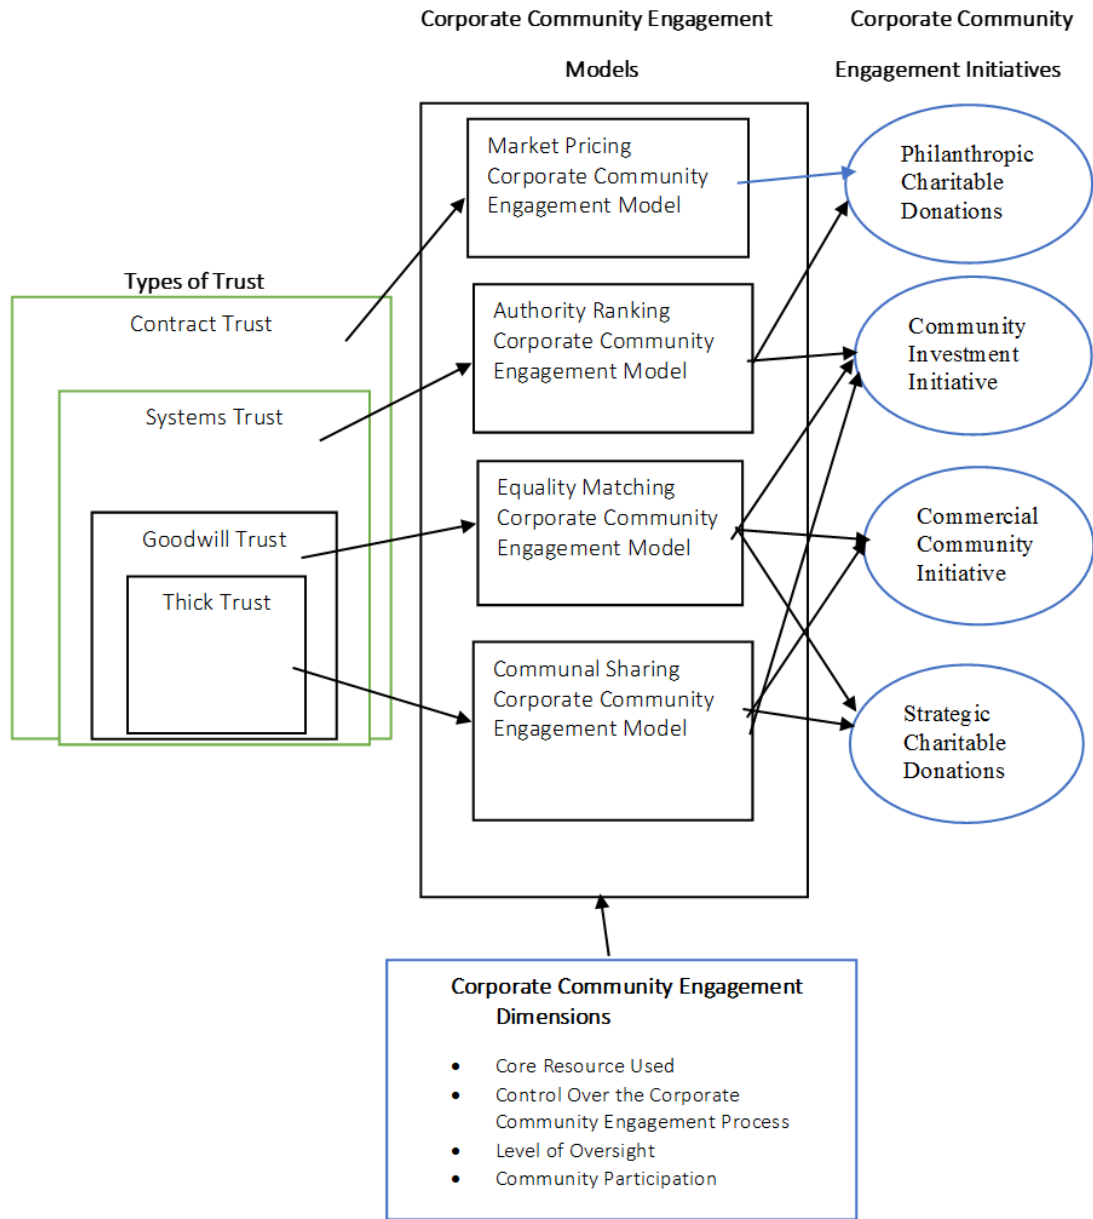 Corporate Community Engagement
Models
Corporate Community
Engagement Initiatives
Types of Trust
Contract Trust
Systems Trust
Goodwill Trust
Thick Trust
Market Pricing
Corporate Community
Engagement Model
Authority Ranking
Corporate Community
Engagement Model
Equality Matching
Corporate Community
Engagement Model
Communal Sharing
Corporate Community
Engagement Model
Philanthropic
Charitable
Donations
Community
Investment
Initiative
Commercial
Community
Initiative
Strategic
Charitable
Donations
Corporate Community Engagement
Dimensions
• Core Resource Used
• Control Over the Corporate
Community Engagement Process
• Level of Oversight
• Community Participation